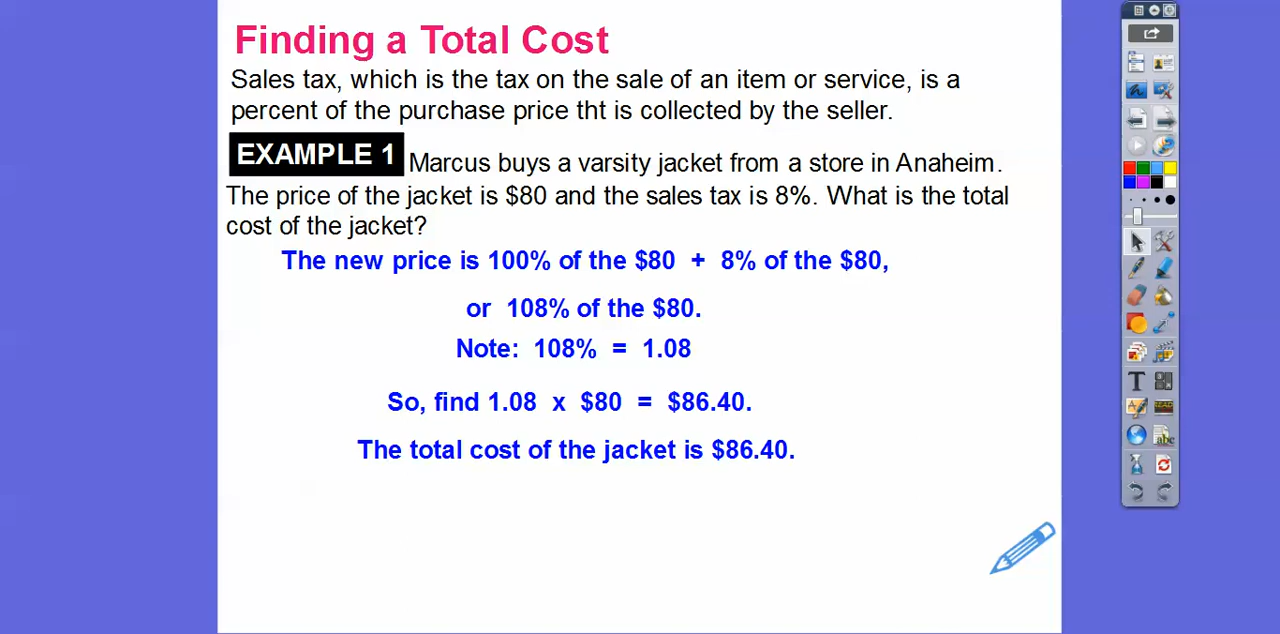 Finding a Total Cost
Sales tax, which is the tax on the sale of an item or service, is a
percent of the purchase price tht is collected by the seller.
EXAMPLE 1 Marcus buys a varsity jacket from a store in Anaheim.
The price of the jacket is $80 and the sales tax is 8%. What is the total
cost of the jacket?
The new price is 100% of the $80 + 8% of the $80,
or 108% of the $80.
Note: 108% = 1.08
So, find 1.08 x $80 = $86.40.
The total cost of the jacket is $86.40.